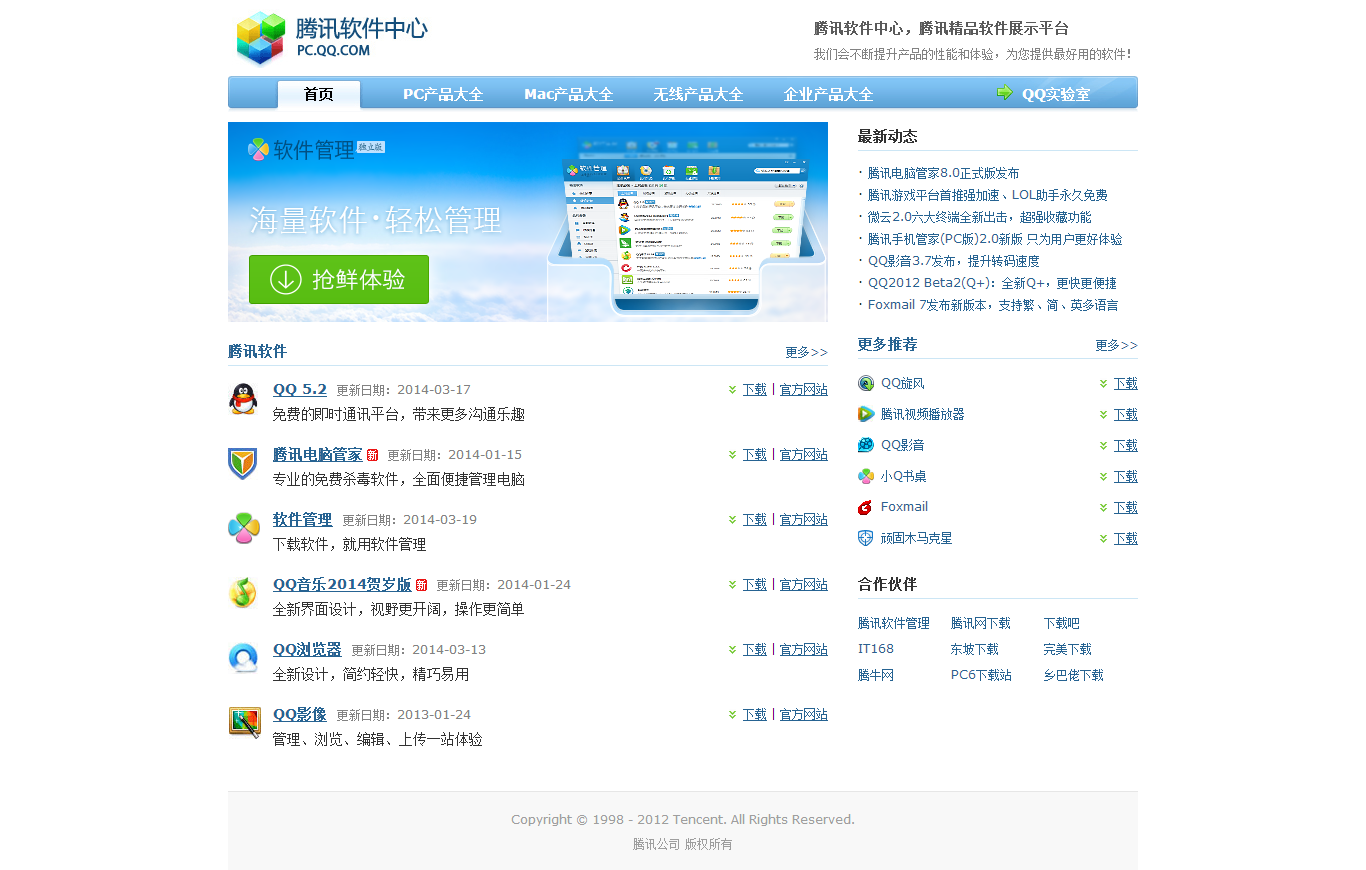 腾讯软件中心
PC.QQ.COM
腾讯软件中心，腾讯精品软件展示平台
我们会不断提升产品的性能和体验，为您提供最好用的软件！
首页 PC产品大全 Mac产品大全 无线产品大全 企业产品大全 QQ实验室
软件管理 独立版
海量软件·轻松管理
抢鲜体验
软件管理
最新动态
· 腾讯电脑管家8.0正式版发布
· 腾讯游戏平台首推强加速、LOL助手永久免费
· 微云2.0六大终端全新出击，超强收藏功能
· 腾讯手机管家(PC版)2.0新版 只为用户更好体验
· QQ影音3.7发布，提升转码速度
· QQ2012 Beta2(Q+)：全新Q+，更快更便捷
· Foxmail 7发布新版本，支持繁、简、英多语言
腾讯软件 更多>>
QQ 5.2 更新日期：2014-03-17 下载 | 官方网站
免费的即时通讯平台，带来更多沟通乐趣
腾讯电脑管家 新 更新日期：2014-01-15 下载 | 官方网站
专业的免费杀毒软件，全面便捷管理电脑
软件管理 更新日期：2014-03-19 下载 | 官方网站
下载软件，就用软件管理
QQ音乐2014贺岁版 新 更新日期：2014-01-24 下载 | 官方网站
全新界面设计，视野更开阔，操作更简单
QQ浏览器 更新日期：2014-03-13 下载 | 官方网站
全新设计，简约轻快，精巧易用
QQ影像 更新日期：2013-01-24 下载 | 官方网站
管理、浏览、编辑、上传一站体验
更多推荐 更多>>
QQ旋风 下载
腾讯视频播放器 下载
QQ影音 下载
小Q书桌 下载
Foxmail 下载
顽固木马克星 下载
合作伙伴
腾讯软件管理 腾讯网下载 下载吧
IT168 东坡下载 完美下载
腾牛网 PC6下载站 乡巴佬下载
Copyright © 1998 - 2012 Tencent. All Rights Reserved.
腾讯公司 版权所有